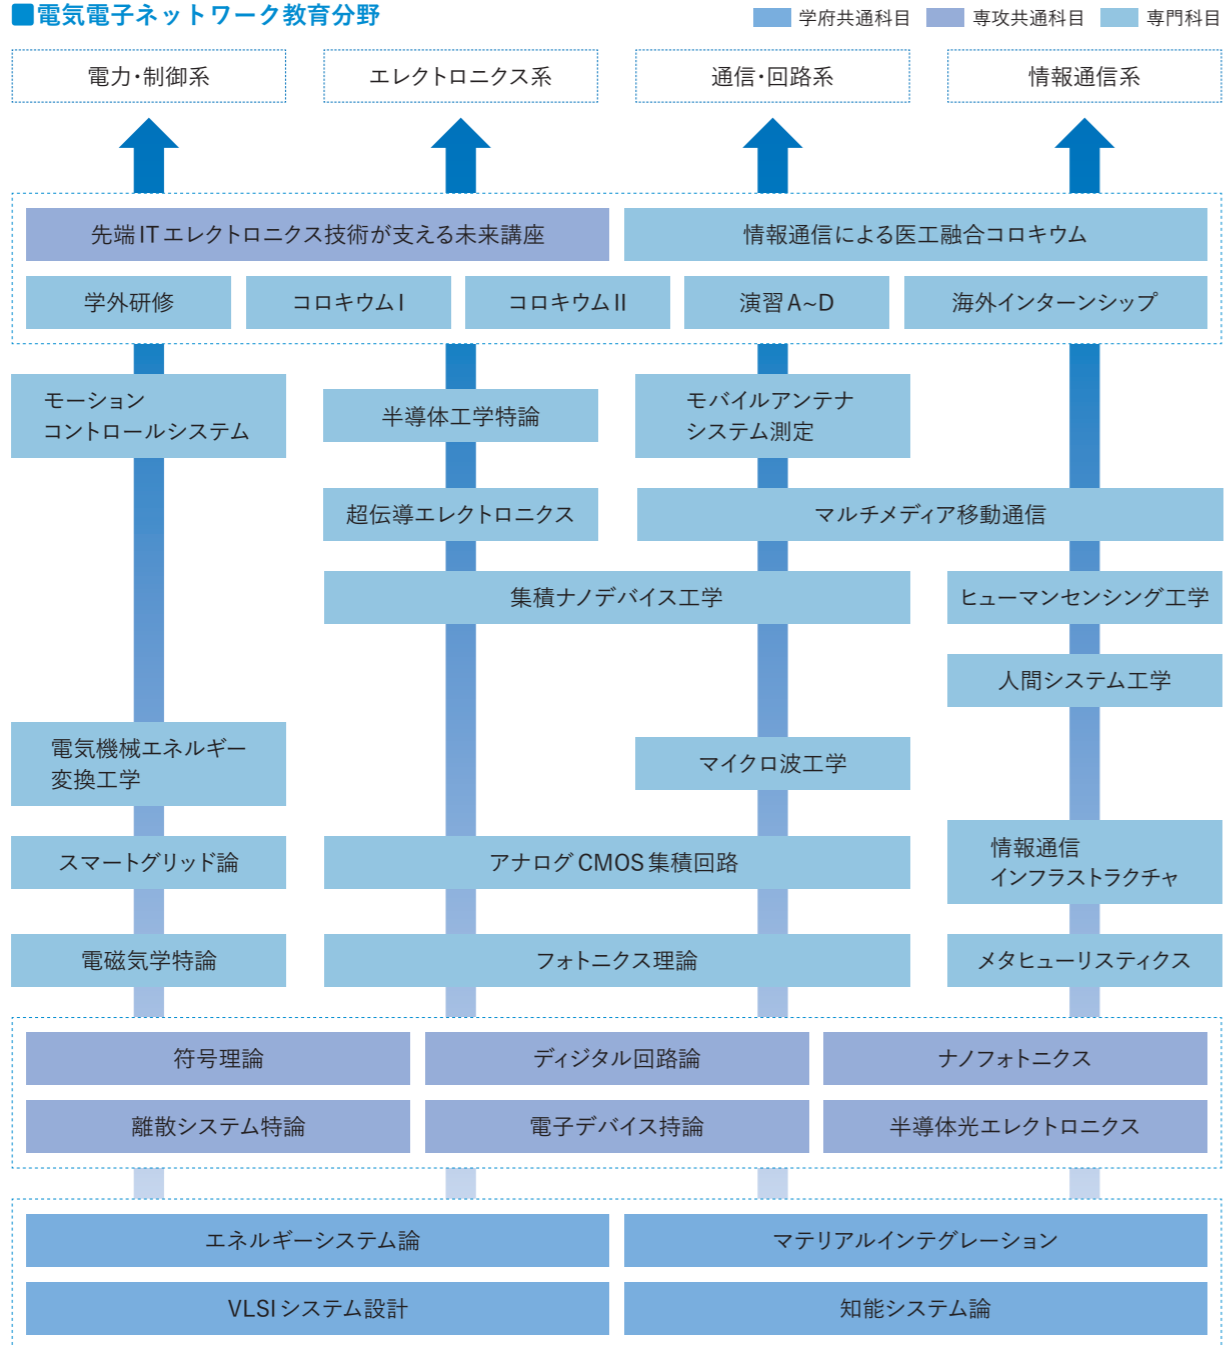 ■電気電子ネットワーク教育分野
学府共通科目 専攻共通科目 専門科目
電力・制御系 エレクトロニクス系 通信・回路系 情報通信系
先端ITエレクトロニクス技術が支える未来講座 情報通信による医工融合コロキウム
学外研修 コロキウムI コロキウムII 演習A~D 海外インターンシップ
モーション
コントロールシステム
半導体工学特論
モバイルアンテナ
システム測定
超伝導エレクトロニクス マルチメディア移動通信
集積ナノデバイス工学 ヒューマンセンシング工学
人間システム工学
電気機械エネルギー
変換工学
マイクロ波工学
スマートグリッド論 アナログCMOS集積回路
情報通信
インフラストラクチャ
電磁気学特論 フォトニクス理論 メタヒューリスティクス
符号理論 ディジタル回路論 ナノフォトニクス
離散システム特論 電子デバイス持論 半導体光エレクトロニクス
エネルギーシステム論 マテリアルインテグレーション
VLSIシステム設計 知能システム論